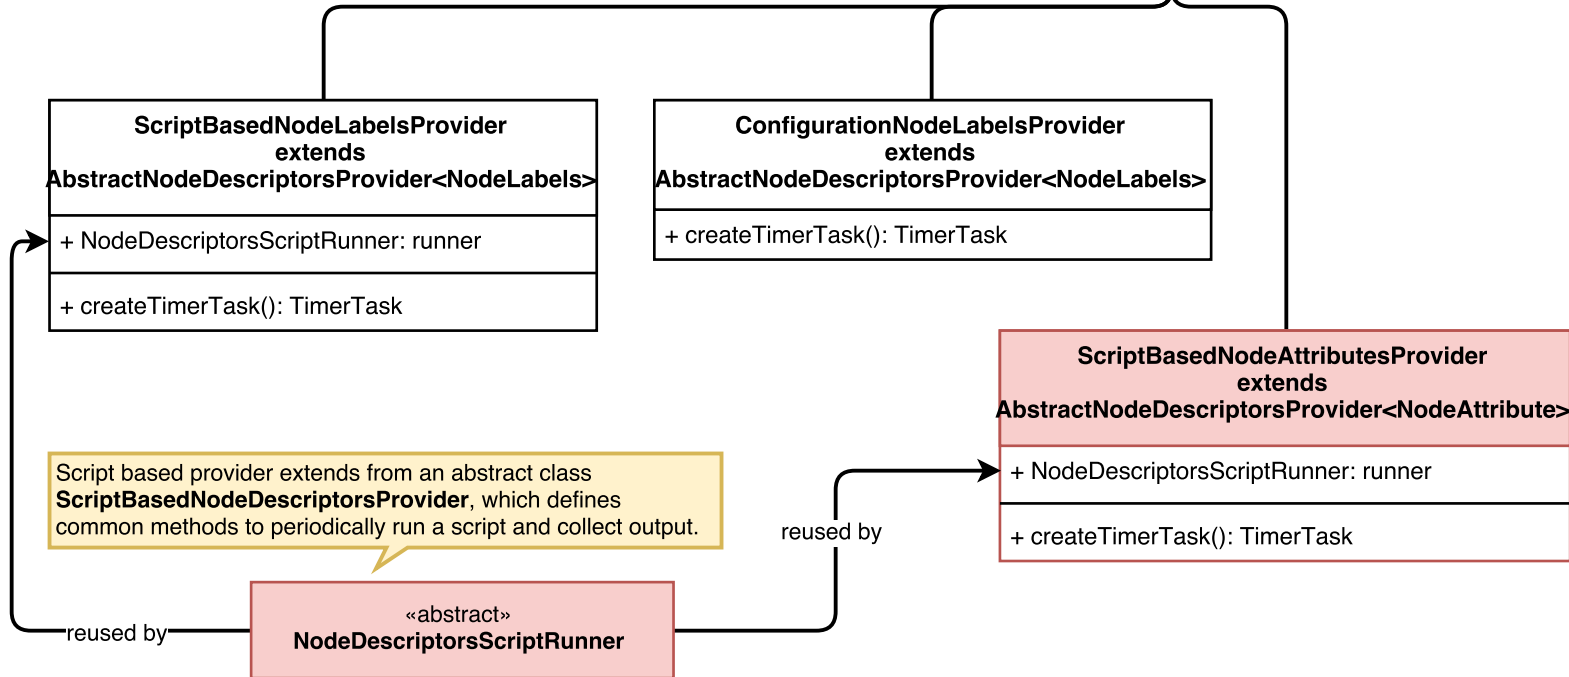 ScriptBasedNodeLabelsProvider
extends
AbstractNodeDescriptorsProvider<NodeLabels>
+ NodeDescriptorsScriptRunner: runner
+ createTimerTask(): TimerTask
ConfigurationNodeLabelsProvider
extends
AbstractNodeDescriptorsProvider<NodeLabels>
+ createTimerTask(): TimerTask
ScriptBasedNodeAttributesProvider
extends
AbstractNodeDescriptorsProvider<NodeAttribute>
+ NodeDescriptorsScriptRunner: runner
+ createTimerTask(): TimerTask
Script based provider extends from an abstract class
ScriptBasedNodeDescriptorsProvider, which defines
common methods to periodically run a script and collect output.
reused by
«abstract»
NodeDescriptorsScriptRunner
reused by